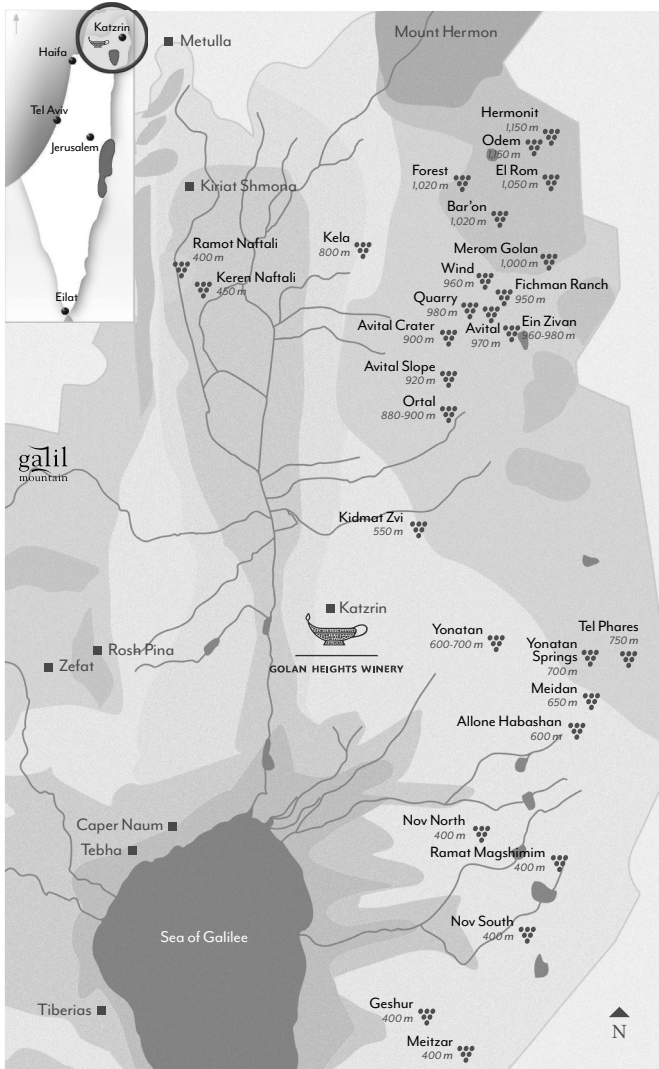 Katzrin
Haifa
Tel Aviv
Jerusalem
Eilat
Metulla
Mount Hermon
Hermonit
1,150 m
Odem
1,150 m
Forest
1,020 m
El Rom
1,050 m
Kiriat Shmona
Bar'on
1,020 m
Ramot Naftali
400 m
Kela
800 m
Keren Naftali
450 m
Merom Golan
1,000 m
Wind
960 m
Fichman Ranch
950 m
Quarry
980 m
Avital Crater
900 m
Avital
970 m
Ein Zivan
960-980 m
Avital Slope
920 m
Ortal
880-900 m
galil
mountain
Kidmat Zvi
550 m
Katzrin
GOLAN HEIGHTS WINERY
Yonatan
600-700 m
Tel Phares
750 m
Yonatan
Springs
700 m
Rosh Pina
Zefat
Meidan
650 m
Allone Habashan
600 m
Caper Naum
Tebha
Nov North
400 m
Ramat Magshimim
400 m
Sea of Galilee
Nov South
400 m
Tiberias
Geshur
400 m
Meitzar
400 m
N